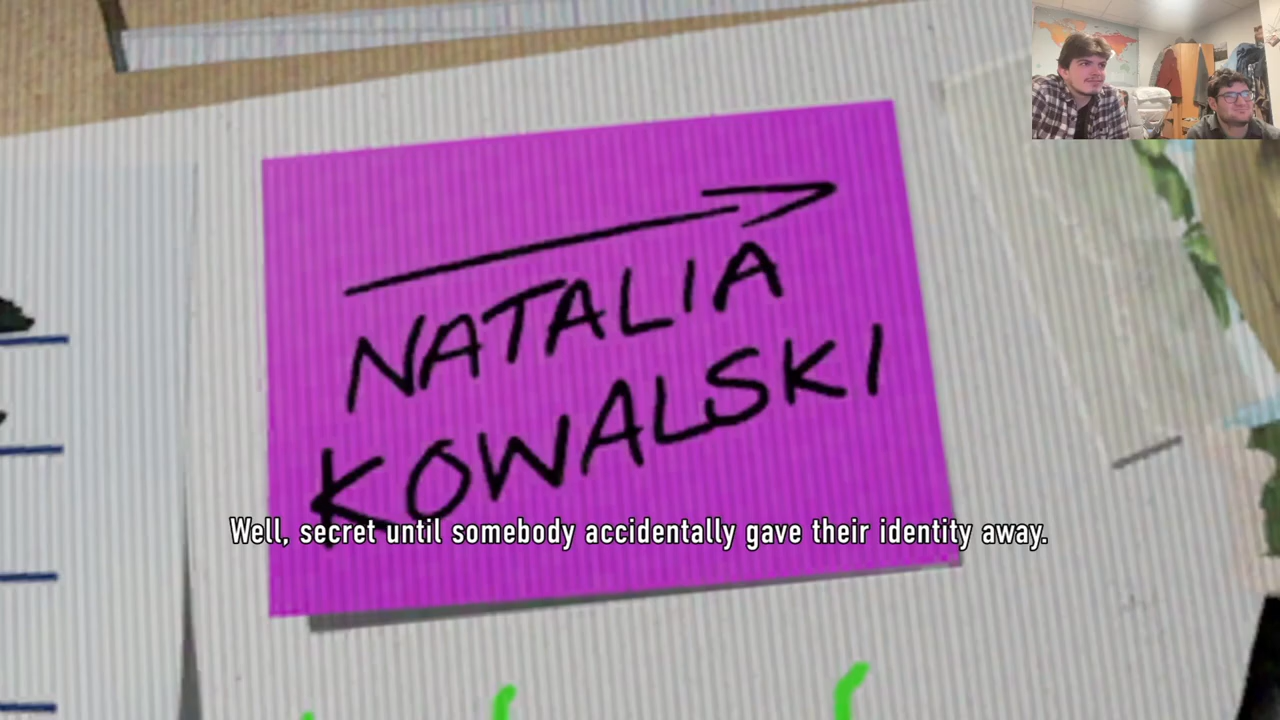 NATALIA
KOWALSKI
Well, secret until somebody accidentally gave their identity away.